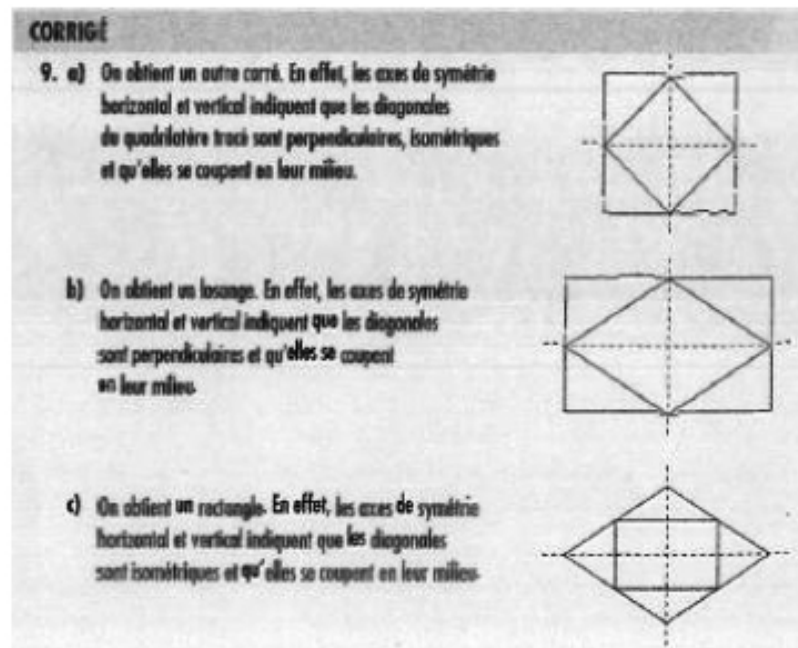 CORRIGÉ
9. a) On obtient un autre carré. En effet, les axes de symétrie
horizontal et vertical indiquent que les diagonales
du quadrilatère tracé sont perpendiculaires, isométriques
et qu'elles se coupent en leur milieu.
b) On obtient un losange. En effet, les axes de symétrie
horizontal et vertical indiquent que les diagonales
sont perpendiculaires et qu'elles se coupent
en leur milieu.
c) On obtient un rectangle. En effet, les axes de symétrie
horizontal et vertical indiquent que les diagonales
sont isométriques et qu'elles se coupent en leur milieu.